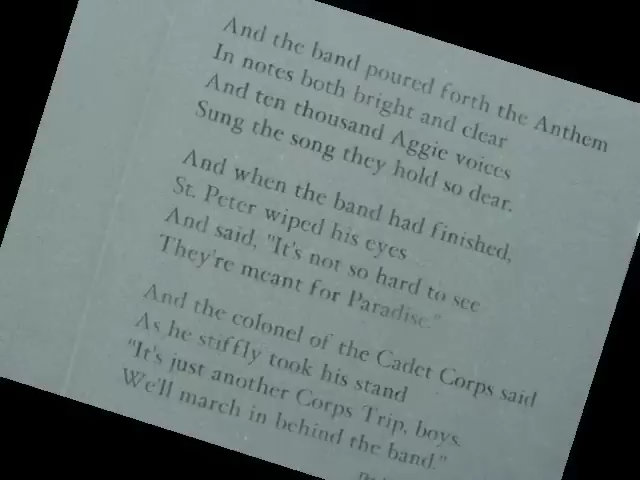 And the band poured forth the Anthem
In notes both bright and clear
And ten thousand Aggie voices
Sung the song they hold so dear.
And when the band had finished,
St. Peter wiped his eyes
And said, "It's not so hard to see
They're meant for Paradise."
And the colonel of the Cadet Corps said
As he stiffly took his stand
"It's just another Corps Trip, boys.
We'll march in behind the band."